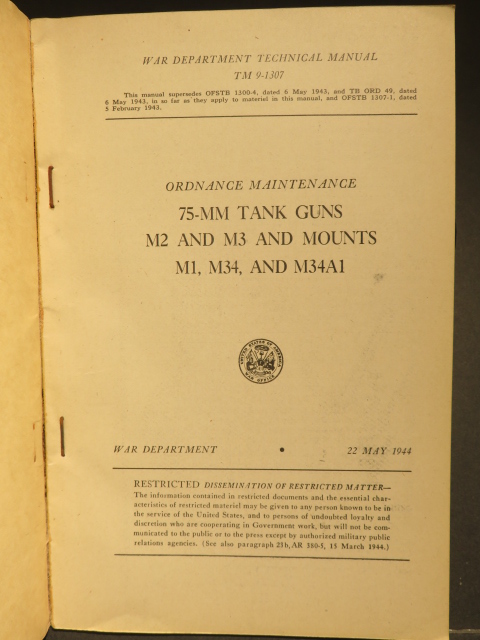 WAR DEPARTMENT TECHNICAL MANUAL
TM 9-1307
This manual supersedes OFSTB 1300-4, dated 6 May 1943, and TB ORD 49, dated
6 May 1943, in so far as they apply to materiel in this manual, and OFSTB 1307-1, dated
5 February 1943.
ORDNANCE MAINTENANCE
75-MM TANK GUNS
M2 AND M3 AND MOUNTS
M1, M34, AND M34A1
UNITED STATES OF AMERICA
WAR OFFICE
WAR DEPARTMENT • 22 MAY 1944
RESTRICTED DISSEMINATION OF RESTRICTED MATTER—
The information contained in restricted documents and the essential char-
acteristics of restricted materiel may be given to any person known to be in
the service of the United States, and to persons of undoubted loyalty and
discretion who are cooperating in Government work, but will not be com-
municated to the public or to the press except by authorized military public
relations agencies. (See also paragraph 23b, AR 380-5, 15 March 1944.)